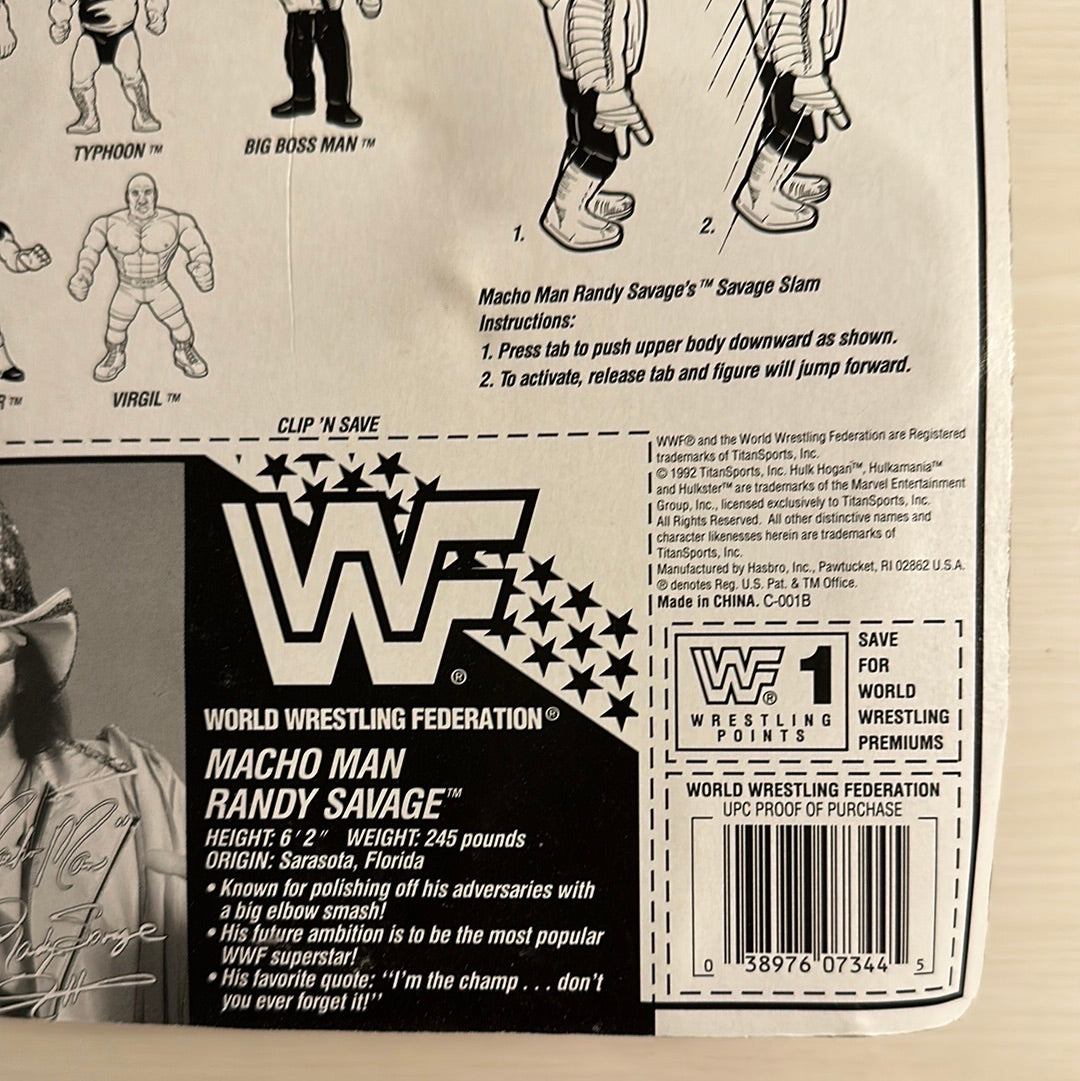 TYPHOON ™
BIG BOSS MAN ™
R ™
VIRGIL ™
1.
2.
Macho Man Randy Savage's™ Savage Slam
Instructions:
1. Press tab to push upper body downward as shown.
2. To activate, release tab and figure will jump forward.
CLIP 'N SAVE
WF®
WORLD WRESTLING FEDERATION®
MACHO MAN
RANDY SAVAGE™
HEIGHT: 6'2" WEIGHT: 245 pounds
ORIGIN: Sarasota, Florida
• Known for polishing off his adversaries with
a big elbow smash!
• His future ambition is to be the most popular
WWF superstar!
• His favorite quote: "I'm the champ . . . don't
you ever forget it!"
WWF® and the World Wrestling Federation are Registered
trademarks of TitanSports, Inc.
© 1992 TitanSports, Inc. Hulk Hogan™, Hulkamania™
and Hulkster™ are trademarks of the Marvel Entertainment
Group, Inc., licensed exclusively to TitanSports, Inc.
All Rights Reserved. All other distinctive names and
character likenesses herein are trademarks of
TitanSports, Inc.
Manufactured by Hasbro, Inc., Pawtucket, RI 02862 U.S.A.
® denotes Reg. U.S. Pat. & TM Office.
Made in CHINA. C-001B
WF® 1
WRESTLING
POINTS
SAVE
FOR
WORLD
WRESTLING
PREMIUMS
WORLD WRESTLING FEDERATION
UPC PROOF OF PURCHASE
0 38976 07344 5